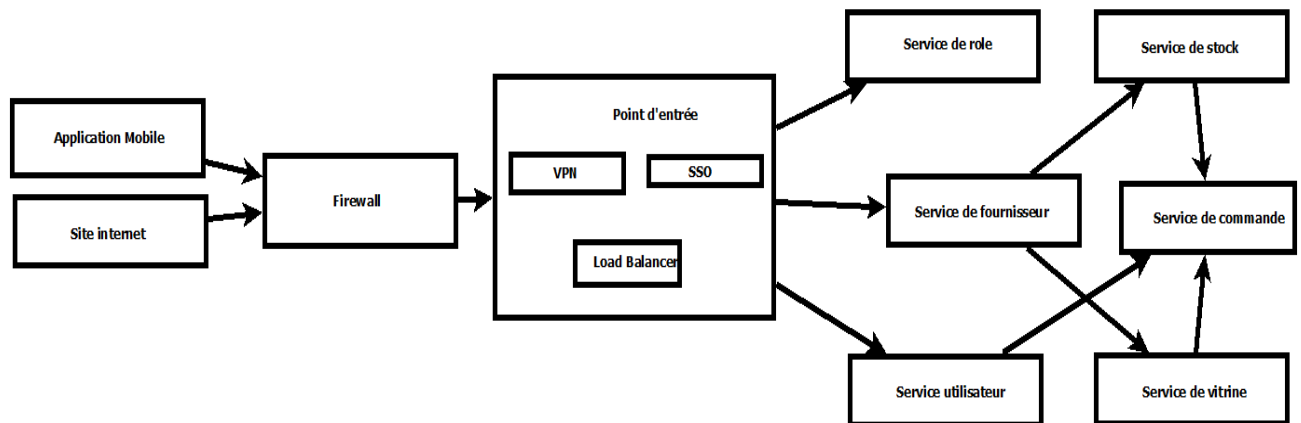 Application Mobile
Site internet
Firewall
Point d'entrée
VPN
SSO
Load Balancer
Service de role
Service de fournisseur
Service utilisateur
Service de stock
Service de commande
Service de vitrine